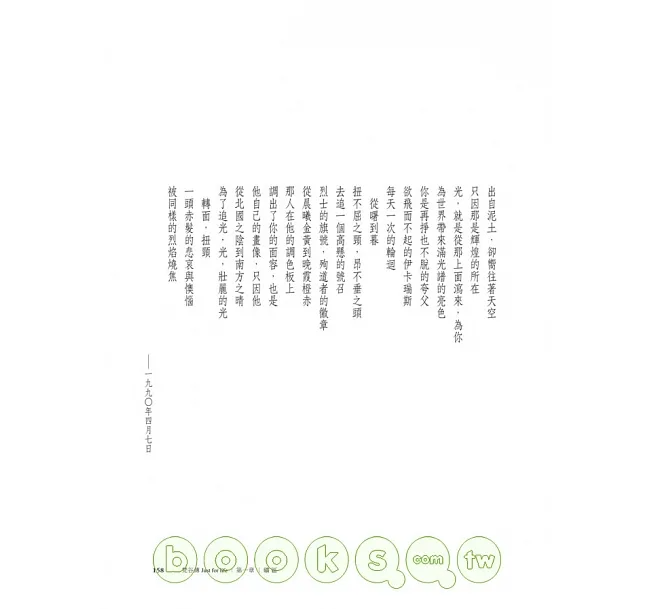 出自泥土,卻嚮往著天空
只因那是輝煌的所在
光,就是從那上面瀉來,為你
為世界帶來滿光譜的亮色
你是再掙也不脫的夸父
欲飛而不起的伊卡瑞斯
每天一次的輪迴
從曙到暮
扭不屈之頸,昂不垂之頭
去追一個高懸的號召
烈士的旗號,殉道者的徽章
從晨曦金黃到晚霞橙赤
那人在他的調色板上
調出了你的面容,也是
他自己的畫像,只因他
從北國之陰到南方之晴
為了追光,光,壯麗的光
轉面,扭頸
一頭赤髮的悲哀與懊惱
被同樣的烈焰燒焦
——一九九〇年四月七日
158 Just for life 第一章
books.com.tw